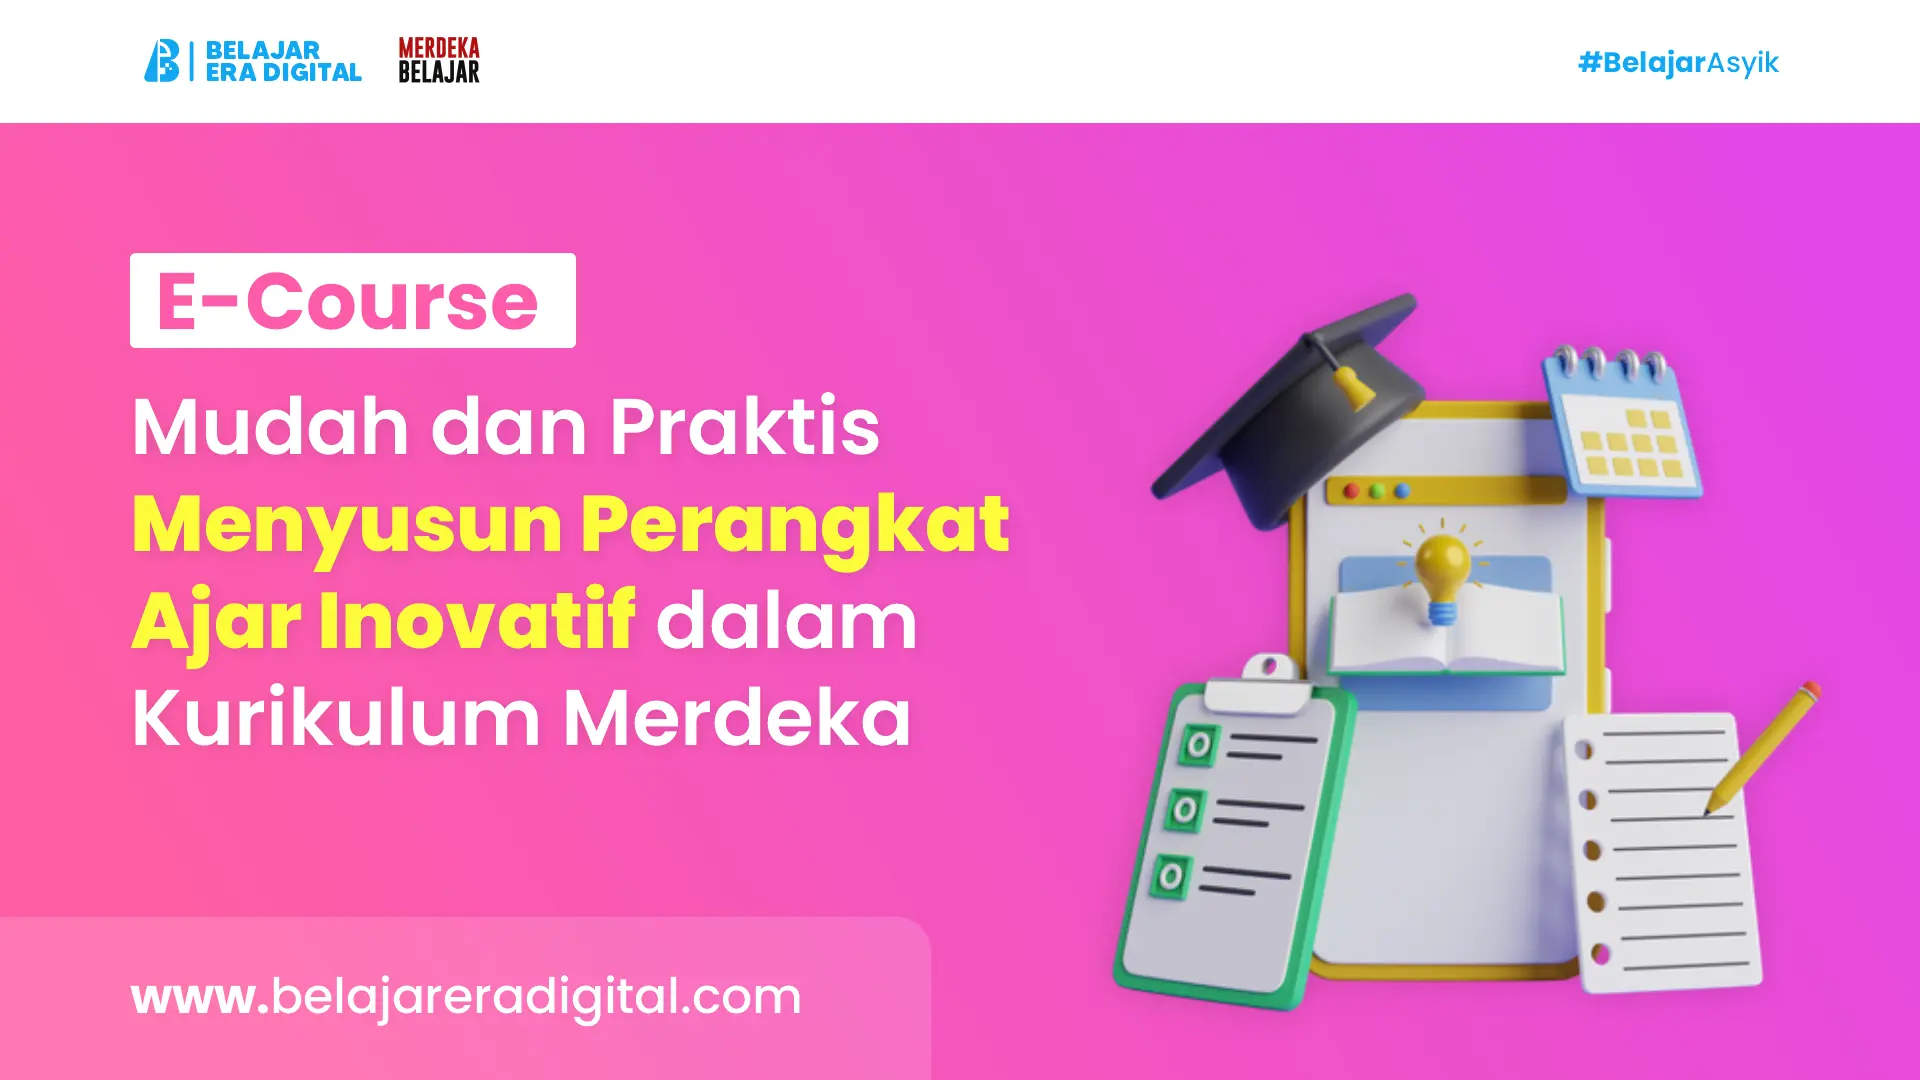 BELAJAR
ERA DIGITAL
MERDEKA
BELAJAR
#BelajarAsyik
E-Course
Mudah dan Praktis
Menyusun Perangkat
Ajar Inovatif dalam
Kurikulum Merdeka
www.belajareradigital.com